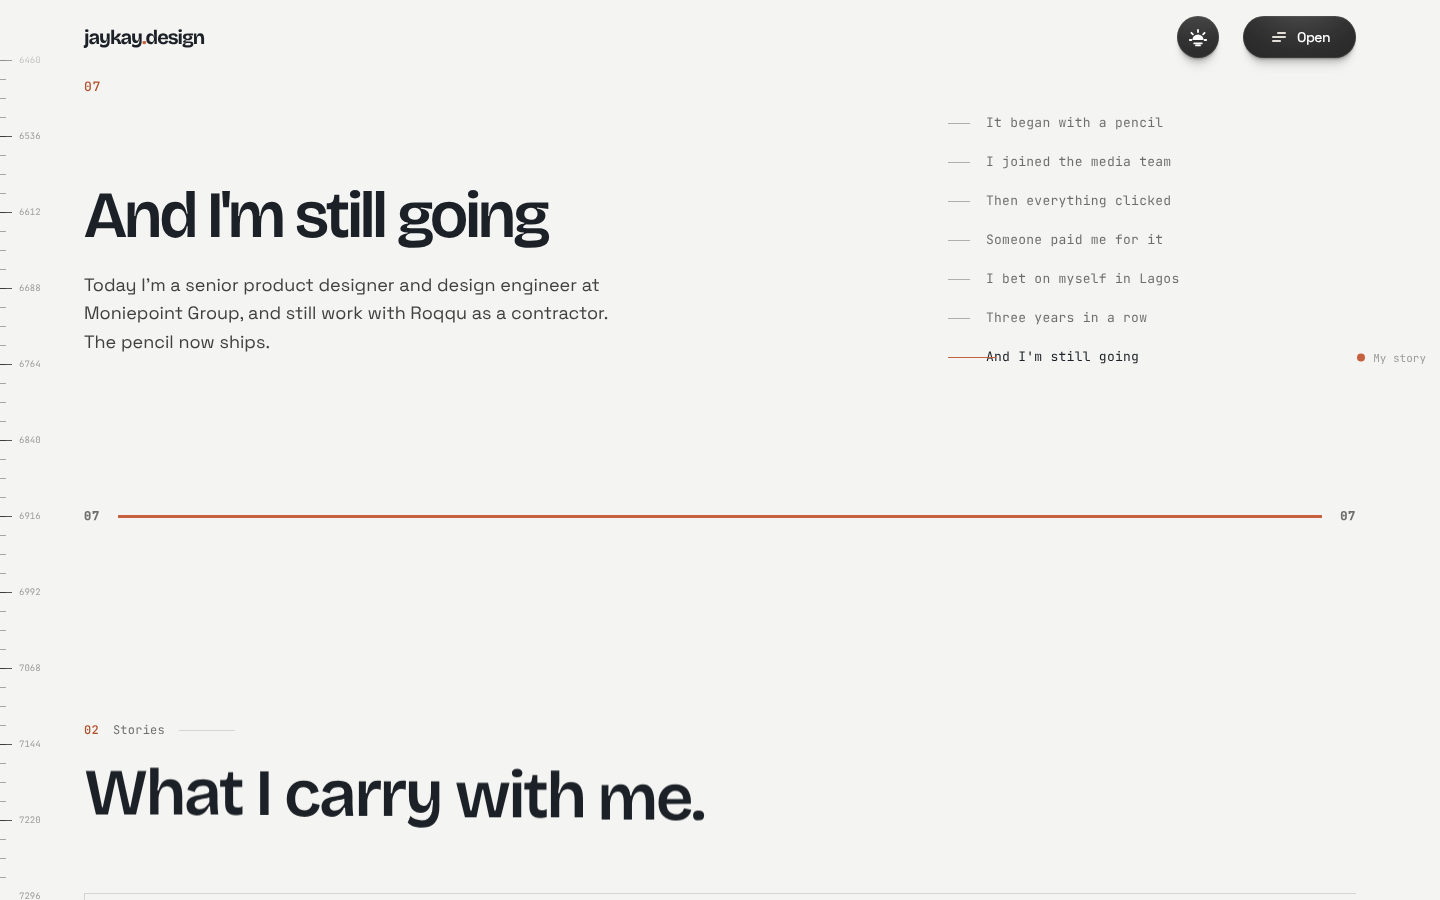 jaykay.design
Open
6460
07
It began with a pencil
6536
I joined the media team
Then everything clicked
And I'm still going
6612
Someone paid me for it
I bet on myself in Lagos
Today I'm a senior product designer and design engineer at
6688
Moniepoint Group, and still work with Roqqu as a contractor.
Three years in a row
The pencil now ships.
And I'm still going
My story
6764
6840
6916
07
07
6992
7068
02 Stories
7144
What I carry with me.
7220
7296